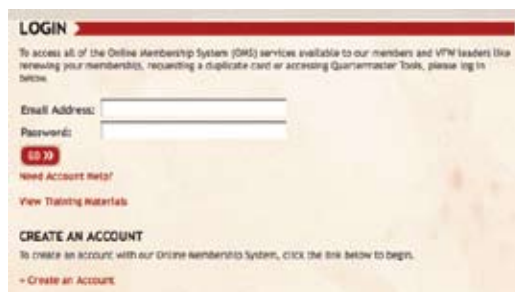 LOGIN
To access all of the Online Membership System (OMS) services available to our members and VFW leaders like
renewing your membership, requesting a duplicate card or accessing Quartermaster Tools, please log in
below.
Email Address:
Password:
GO »
Need Account Help?
View Training Materials
CREATE AN ACCOUNT
To create an account with our Online Membership System, click the link below to begin.
» Create an Account